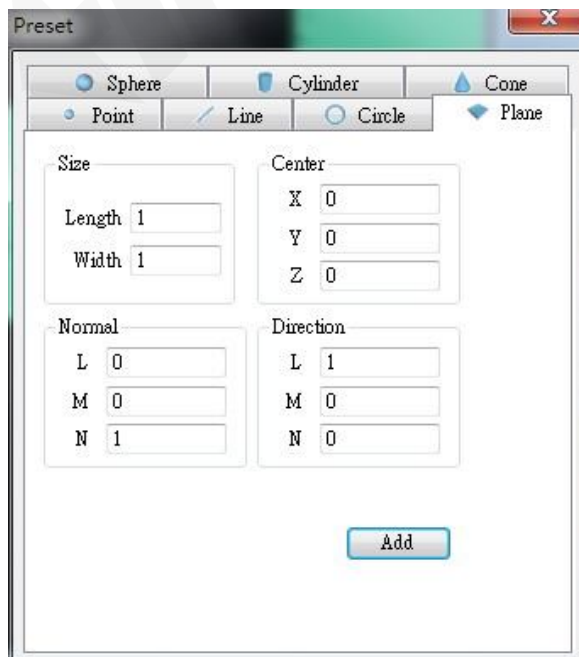 Preset
Sphere Cylinder Cone
Point Line Circle Plane
Size Center
X 0
Length 1
Y 0
Width 1
Z 0
Normal Direction
L 0 L 1
M 0 M 0
N 1 N 0
Add